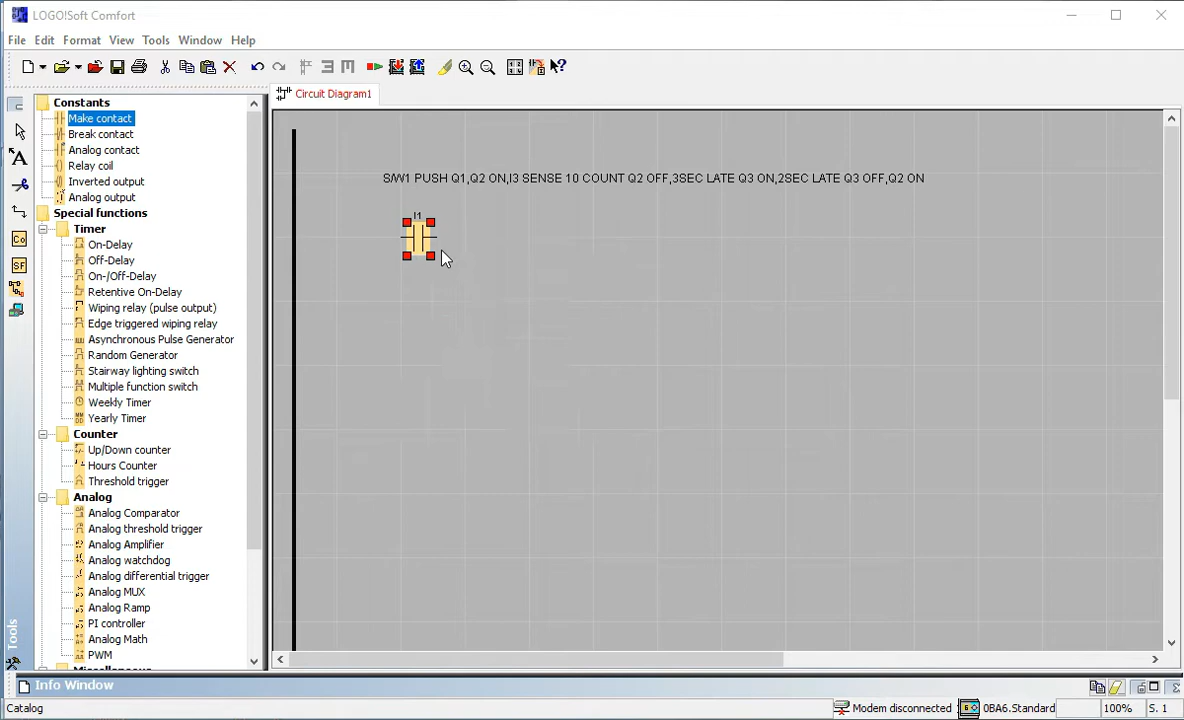 LOGO!Soft Comfort
File Edit Format View Tools Window Help
Circuit Diagram1
Constants
Make contact
Break contact
Analog contact
Relay coil
Inverted output
Analog output
Special functions
Timer
On-Delay
Off-Delay
On-/Off-Delay
Retentive On-Delay
Wiping relay (pulse output)
Edge triggered wiping relay
Asynchronous Pulse Generator
Random Generator
Stairway lighting switch
Multiple function switch
Weekly Timer
Yearly Timer
Counter
Up/Down counter
Hours Counter
Threshold trigger
Analog
Analog Comparator
Analog threshold trigger
Analog Amplifier
Analog watchdog
Analog differential trigger
Analog MUX
Analog Ramp
PI controller
Analog Math
PWM
Miscellaneous
A
Co
SF
Tools
S/W1 PUSH Q1,Q2 ON,I3 SENSE 10 COUNT Q2 OFF,3SEC LATE Q3 ON,2SEC LATE Q3 OFF,Q2 ON
I1
Info Window
Catalog
Modem disconnected
0BA6.Standard
100%
S. 1